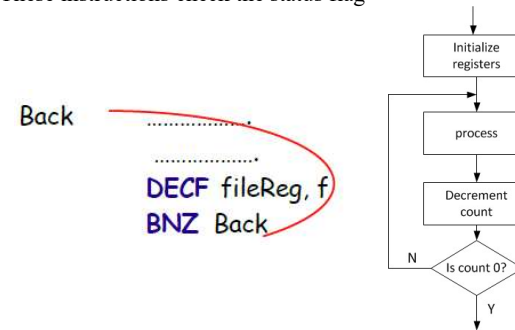 These instructions check the status flag
Back ...................
...................
DECF fileReg, f
BNZ Back
Initialize
registers
process
Decrement
count
Is count 0?
N
Y